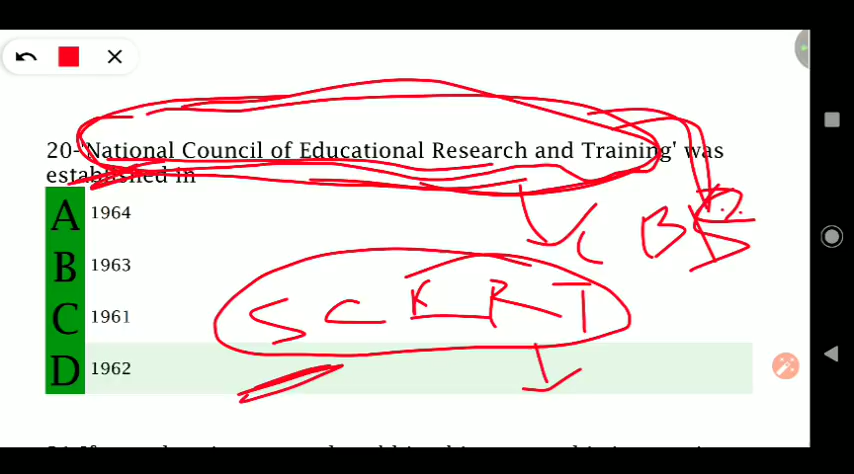 20-'National Council of Educational Research and Training' was
established in
A 1964
B 1963
C 1961
D 1962
SCERT